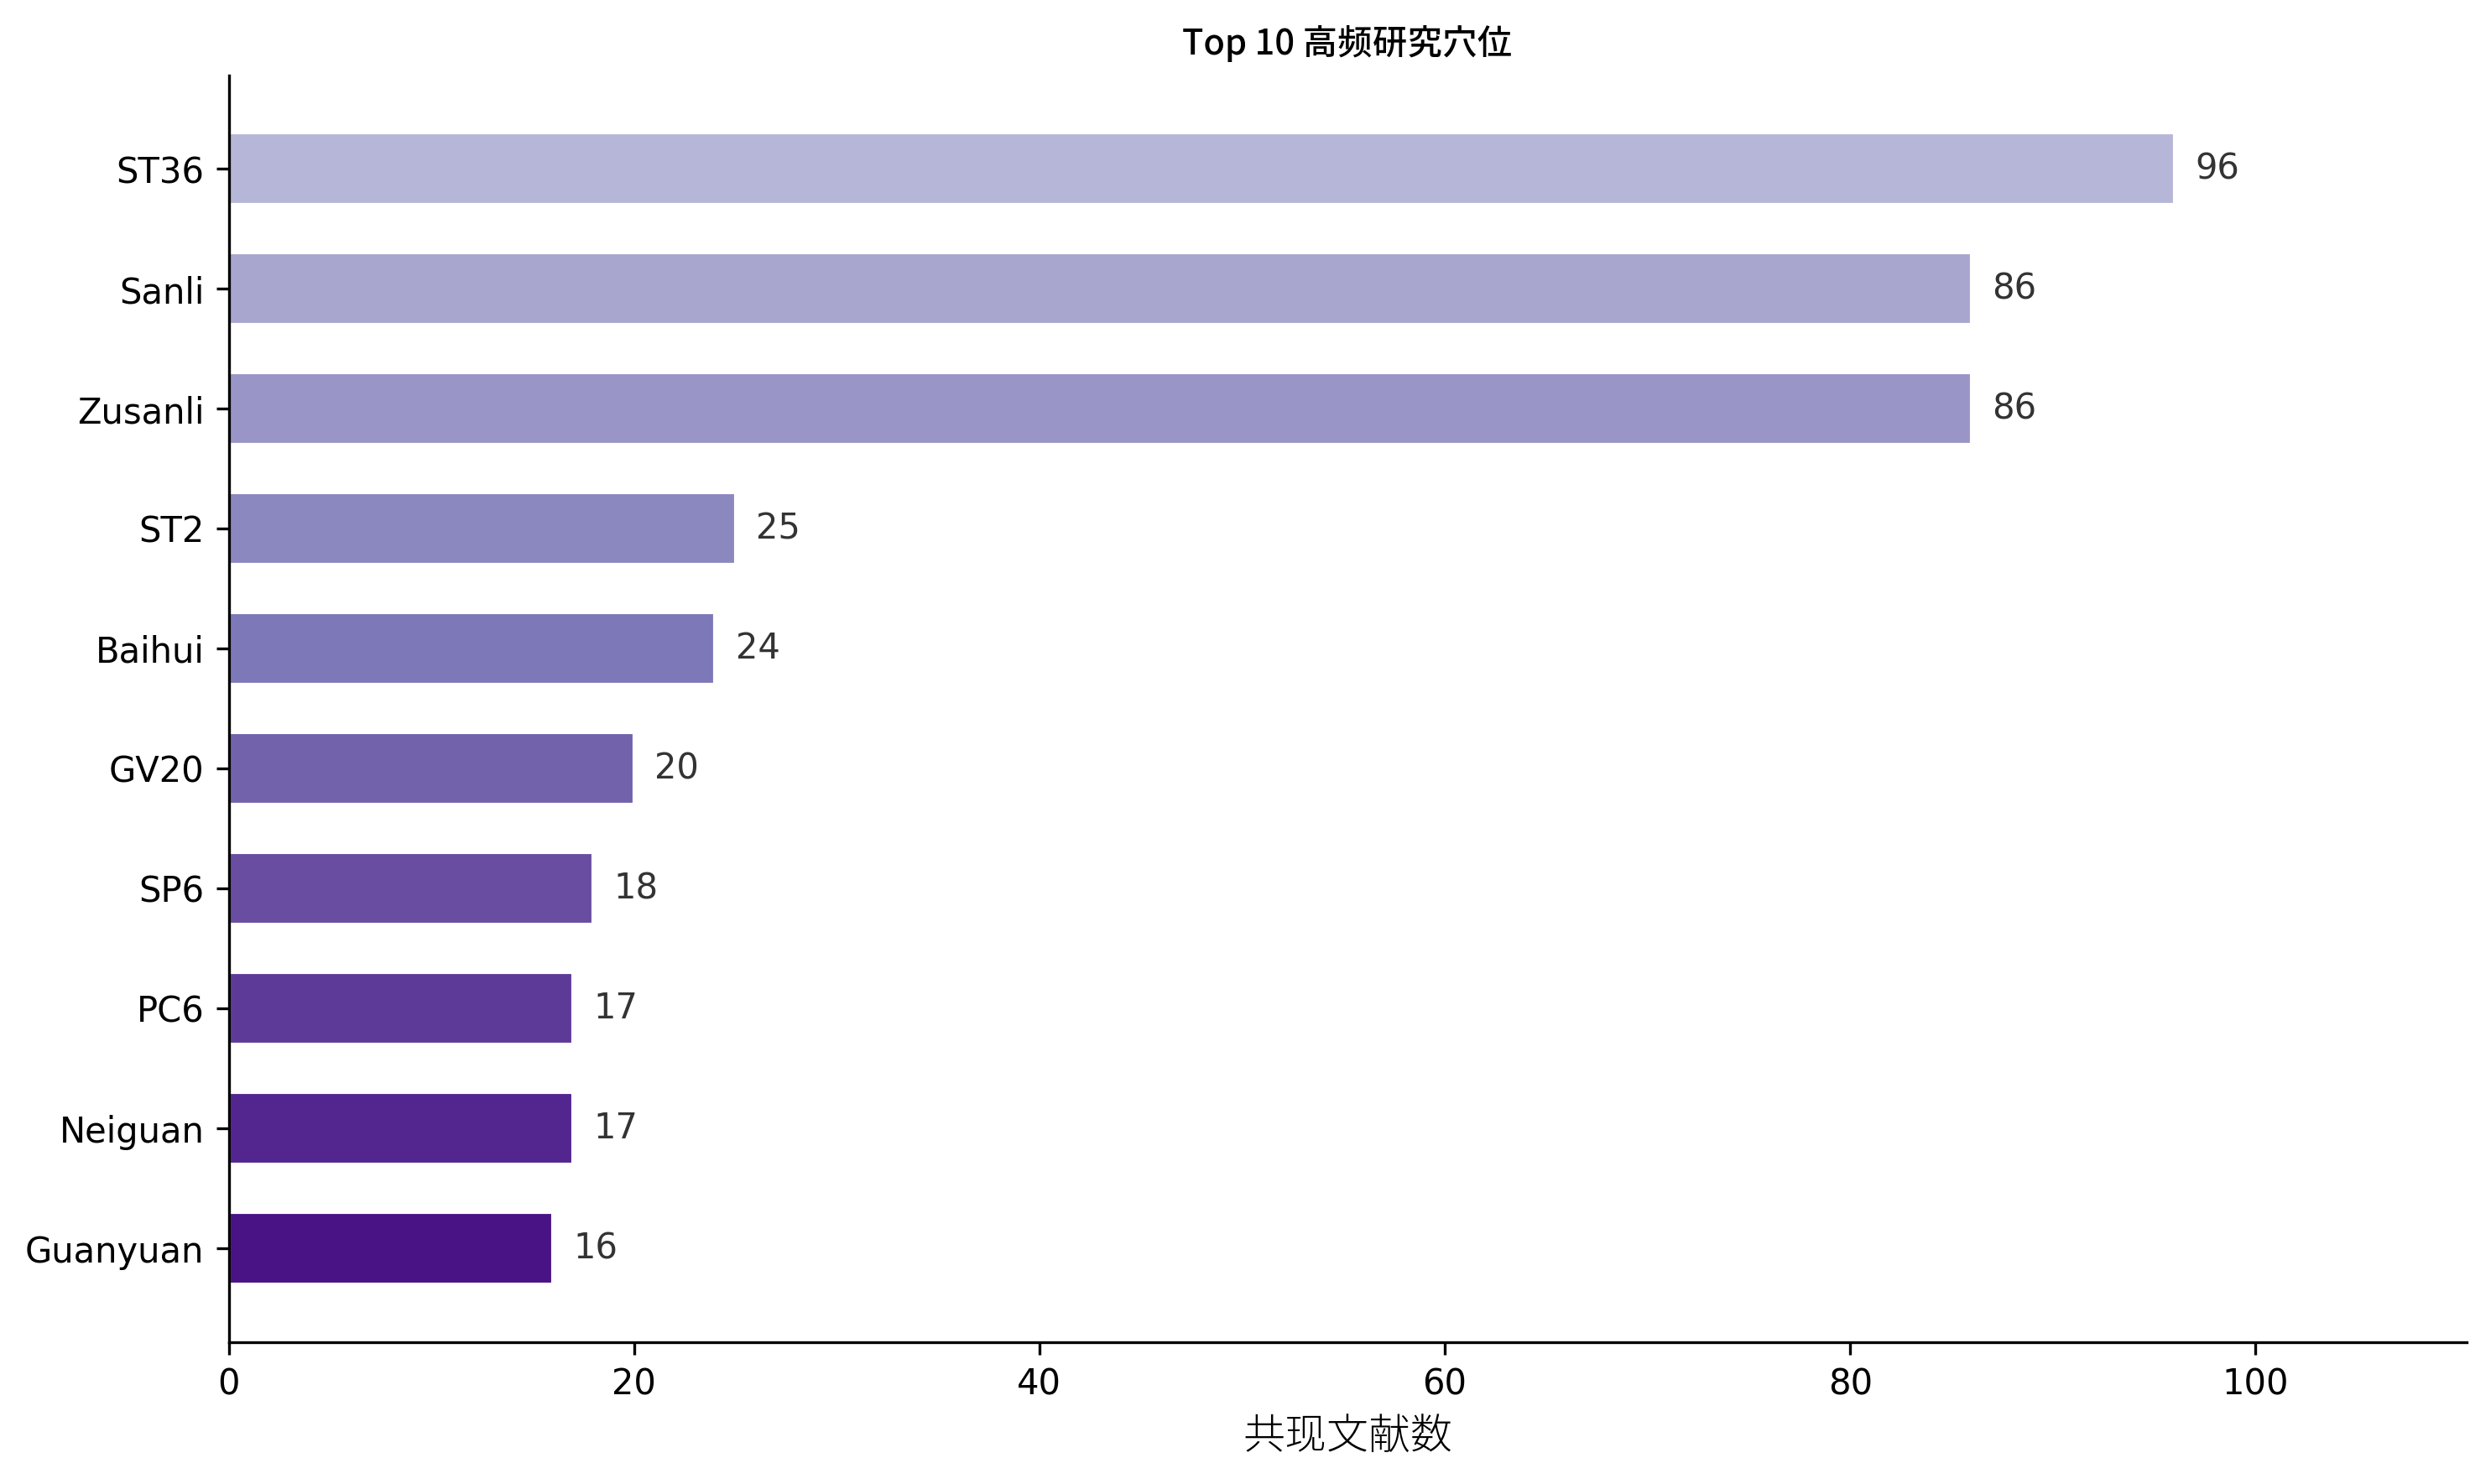 Top 10 高频研究穴位
ST36 96
Sanli 86
Zusanli 86
ST2 25
Baihui 24
GV20 20
SP6 18
PC6 17
Neiguan 17
Guanyuan 16
0 20 40 60 80 100
共现文献数